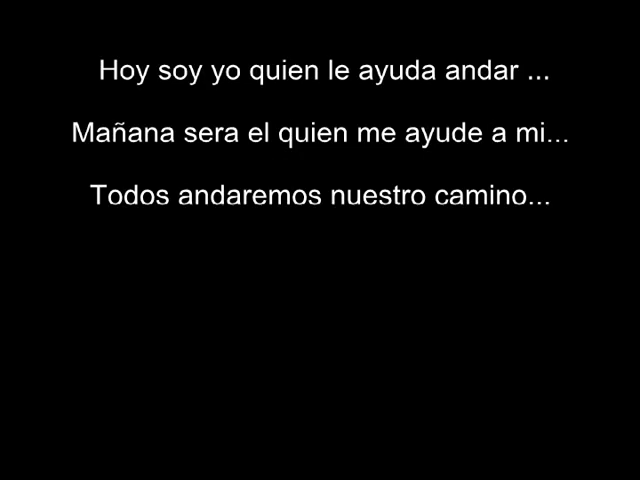 Hoy soy yo quien le ayuda andar ...
Mañana sera el quien me ayude a mi...
Todos andaremos nuestro camino...